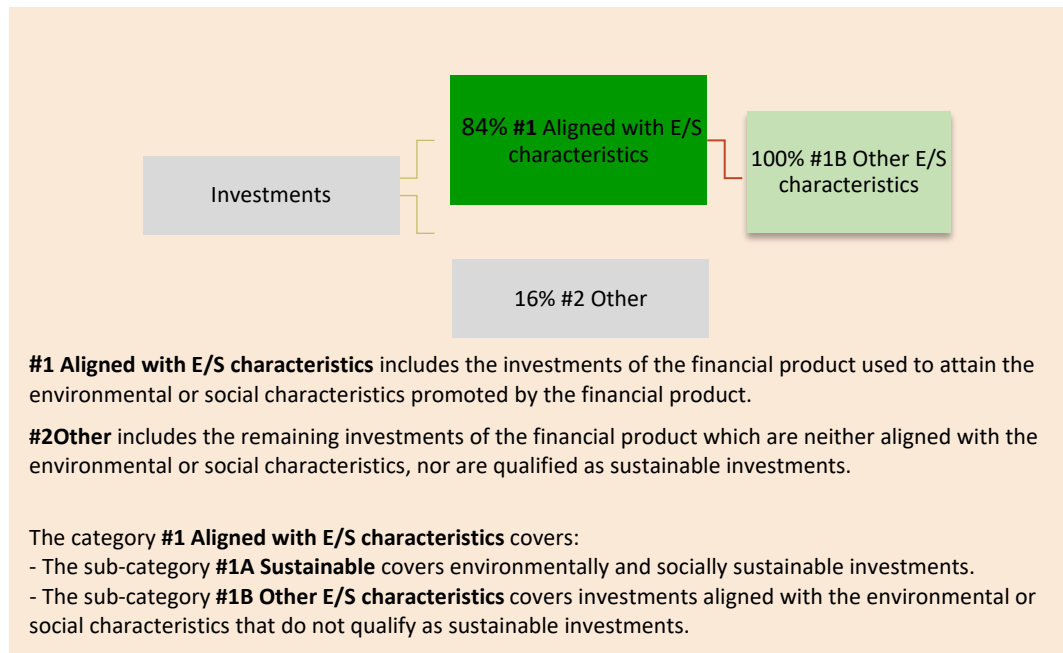 84% #1 Aligned with E/S
characteristics
100% #1B Other E/S
characteristics
Investments
16% #2 Other
#1 Aligned with E/S characteristics includes the investments of the financial product used to attain the
environmental or social characteristics promoted by the financial product.
#2Other includes the remaining investments of the financial product which are neither aligned with the
environmental or social characteristics, nor are qualified as sustainable investments.
The category #1 Aligned with E/S characteristics covers:
- The sub-category #1A Sustainable covers environmentally and socially sustainable investments.
- The sub-category #1B Other E/S characteristics covers investments aligned with the environmental or
social characteristics that do not qualify as sustainable investments.